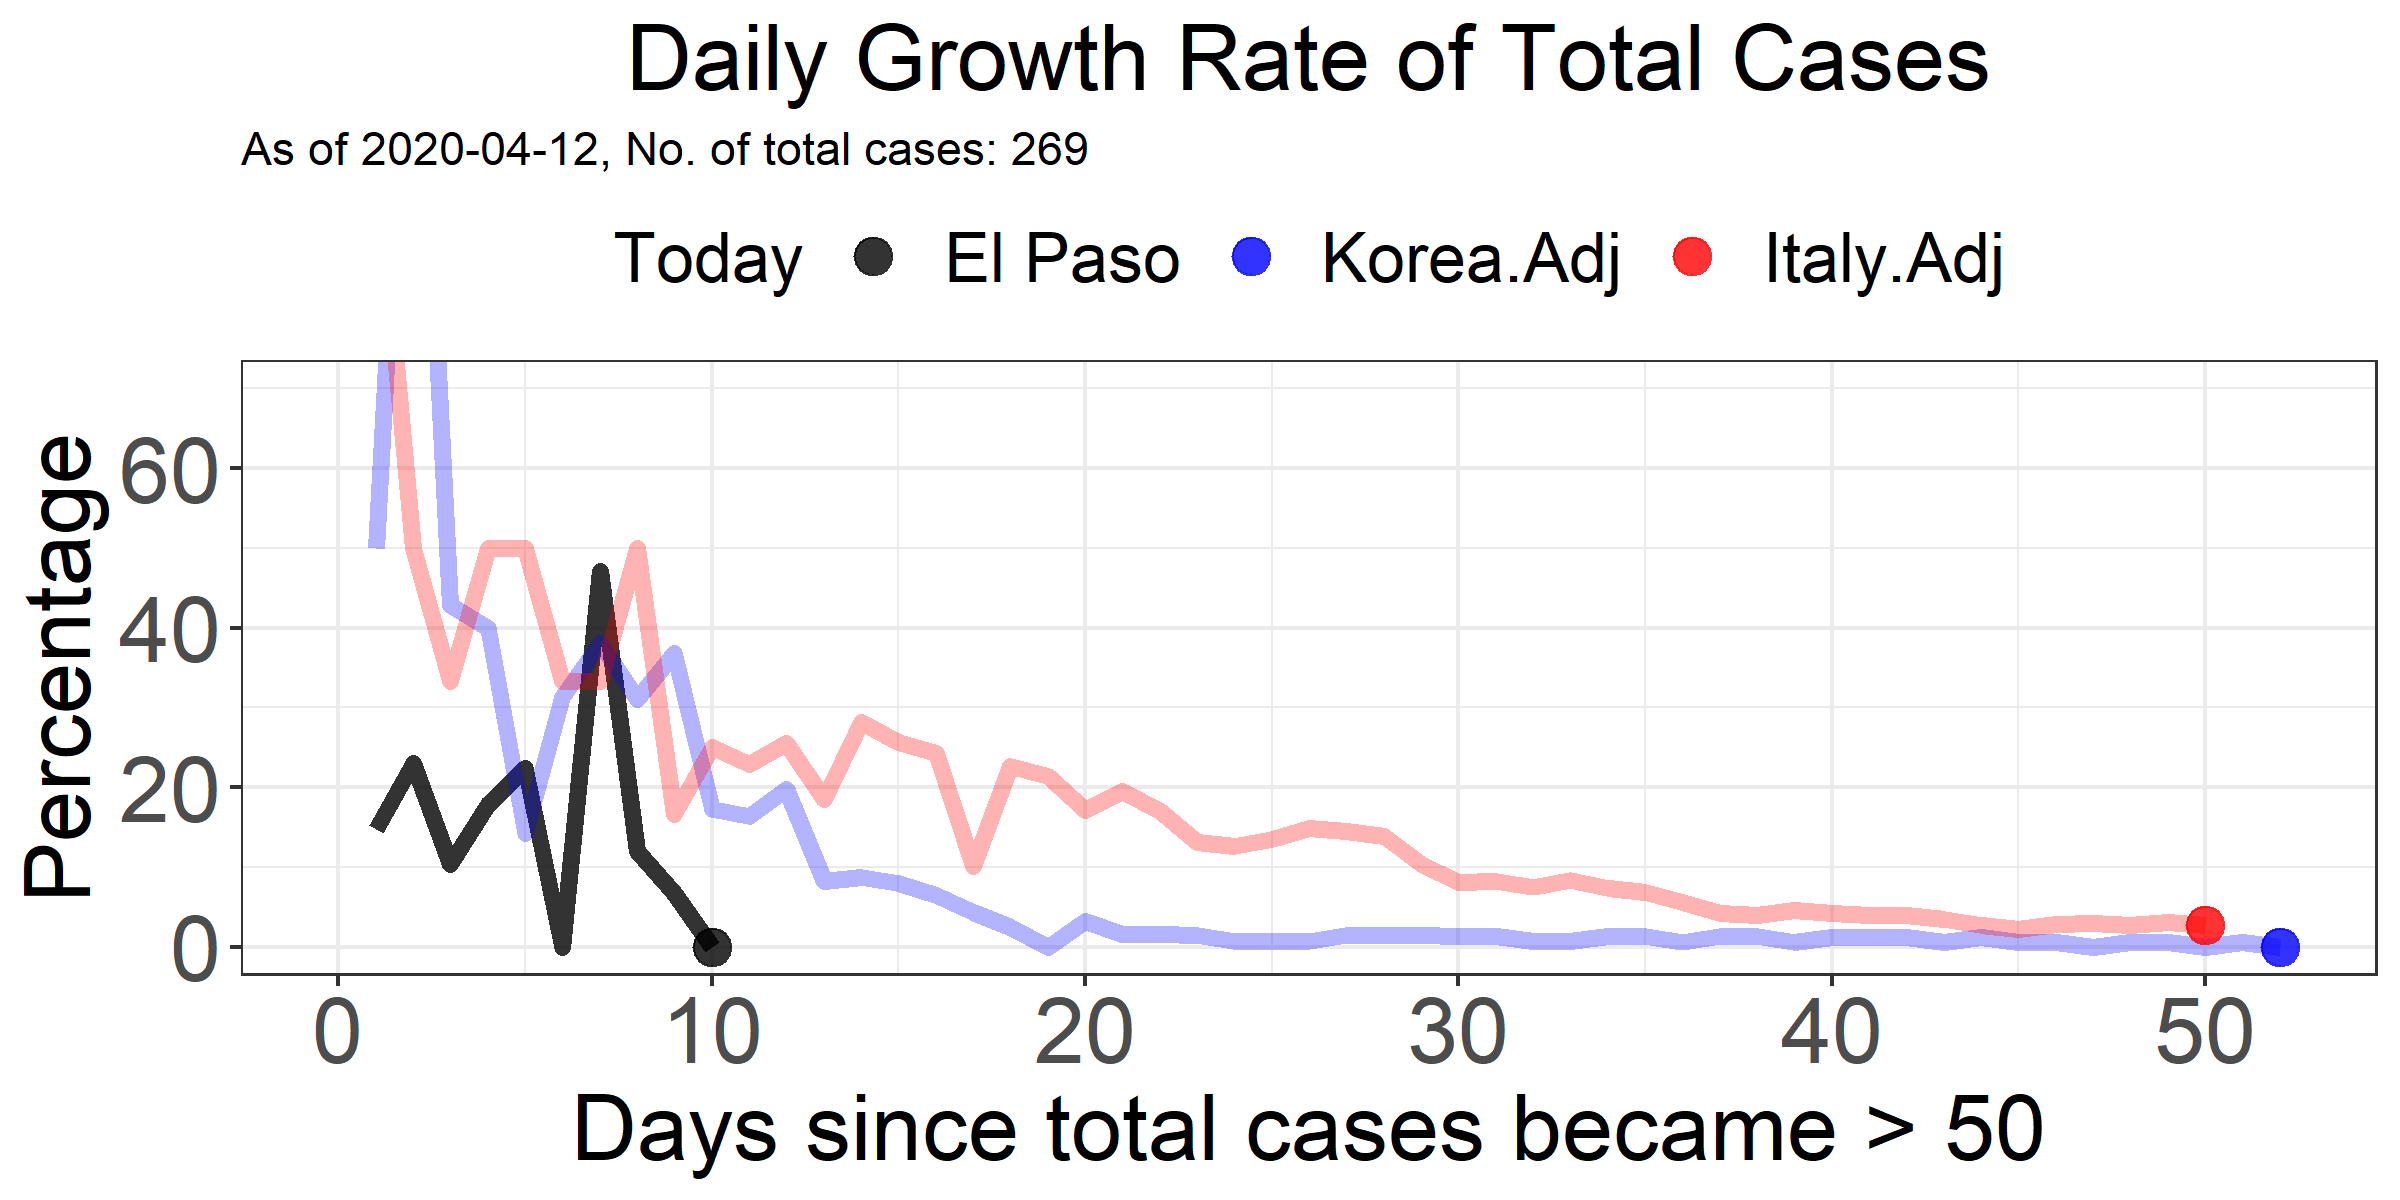 Daily Growth Rate of Total Cases
As of 2020-04-12, No. of total cases: 269
Today El Paso Korea.Adj Italy.Adj
Percentage
60
40
20
0
0 10 20 30 40 50
Days since total cases became > 50